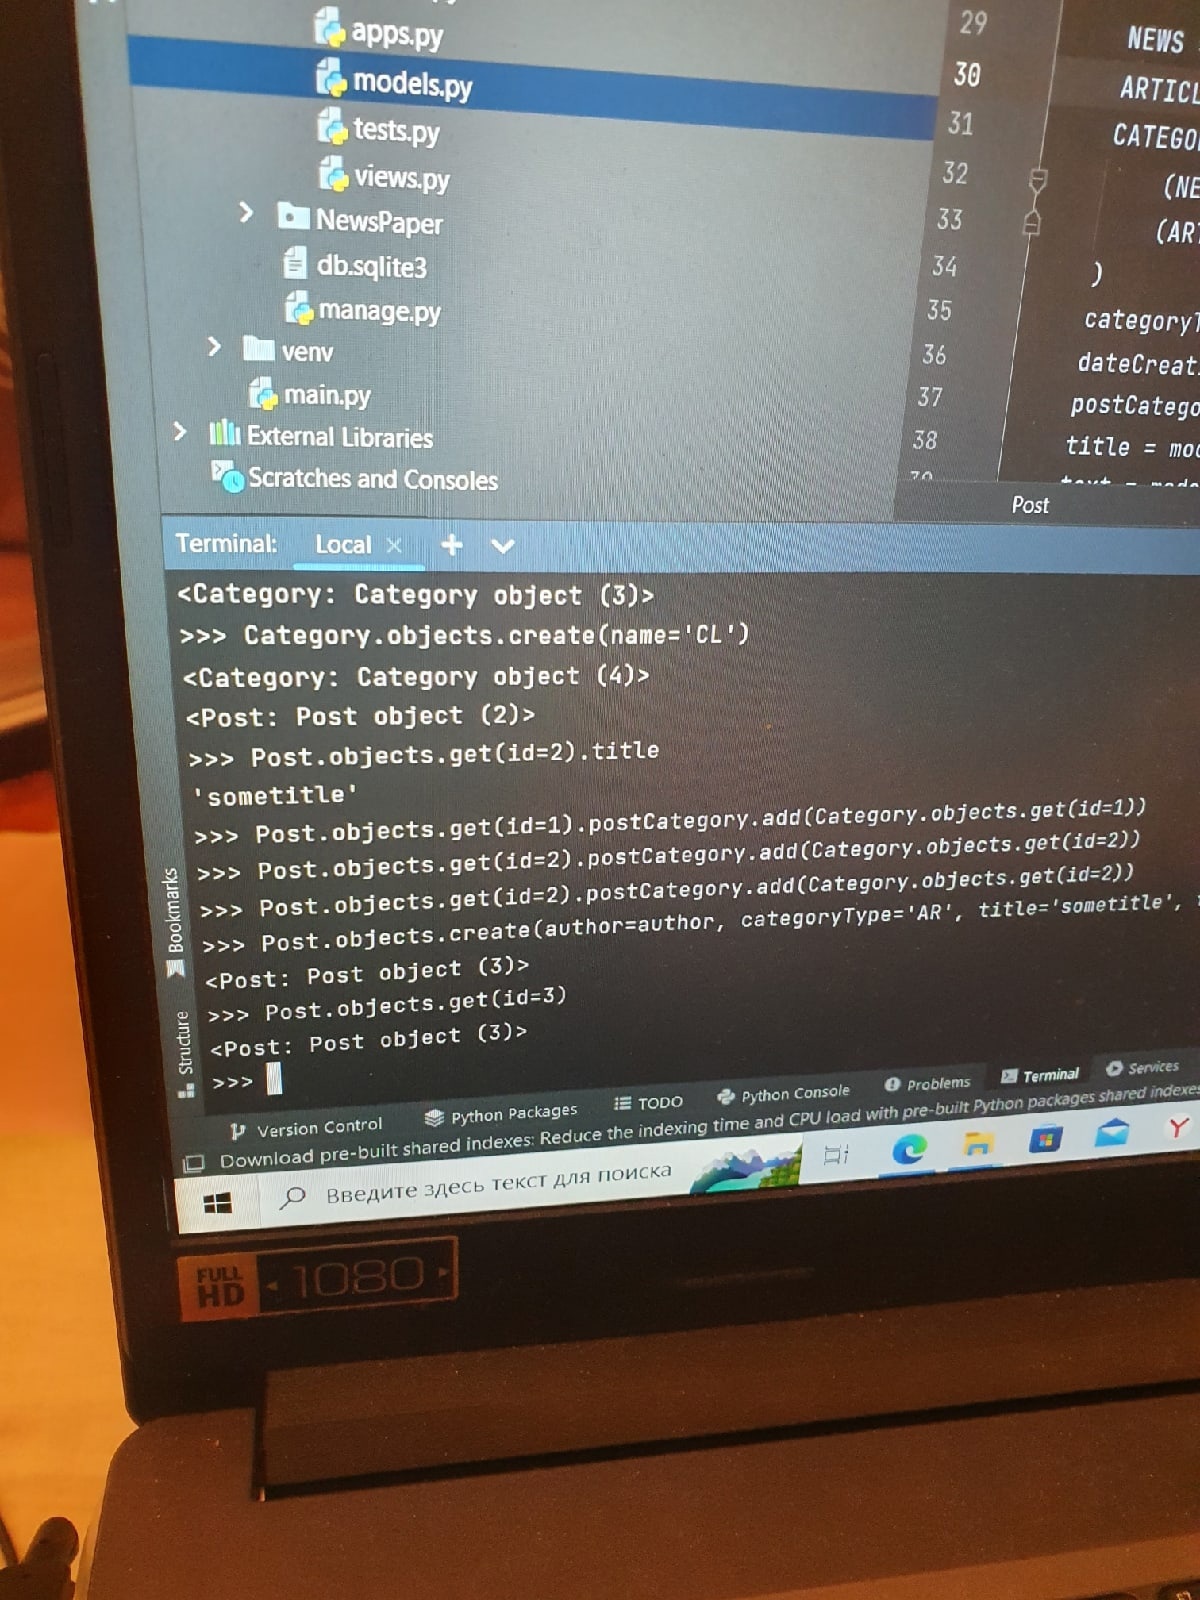 apps.py
models.py
tests.py
views.py
NewsPaper
db.sqlite3
manage.py
venv
main.py
External Libraries
Scratches and Consoles
29
30
31
32
33
34
35
36
37
38
NEWS
(NE
)
title =
Post
Terminal: Local × +
<Category: Category object (3)>
>>> Category.objects.create(name='CL')
<Category: Category object (4)>
<Post: Post object (2)>
>>> Post.objects.get(id=2).title
'sometitle'
>>> Post.objects.get(id=1).postCategory.add(Category.objects.get(id=1))
>>> Post.objects.get(id=2).postCategory.add(Category.objects.get(id=2))
>>> Post.objects.get(id=2).postCategory.add(Category.objects.get(id=2))
>>> Post.objects.create(author=author, categoryType='AR', title='sometitle',
<Post: Post object (3)>
>>> Post.objects.get(id=3)
<Post: Post object (3)>
>>>
Bookmarks
Structure
Version Control Python Packages TODO Python Console Problems Terminal Services
Download pre-built shared indexes: Reduce the indexing time and CPU load with pre-built Python packages shared indexes
Введите здесь текст для поиска
FULL HD 1080